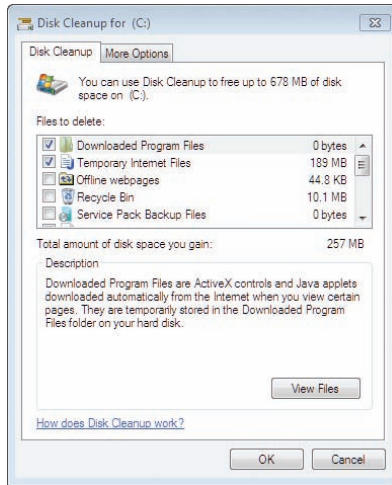 Disk Cleanup for (C:)
Disk Cleanup
More Options
You can use Disk Cleanup to free up to 678 MB of disk
space on (C:).
Files to delete:
Downloaded Program Files 0 bytes
Temporary Internet Files 189 MB
Offline webpages 44.8 KB
Recycle Bin 10.1 MB
Service Pack Backup Files 0 bytes
Total amount of disk space you gain: 257 MB
Description
Downloaded Program Files are ActiveX controls and Java applets
downloaded automatically from the Internet when you view certain
pages. They are temporarily stored in the Downloaded Program
Files folder on your hard disk.
View Files
How does Disk Cleanup work?
OK
Cancel